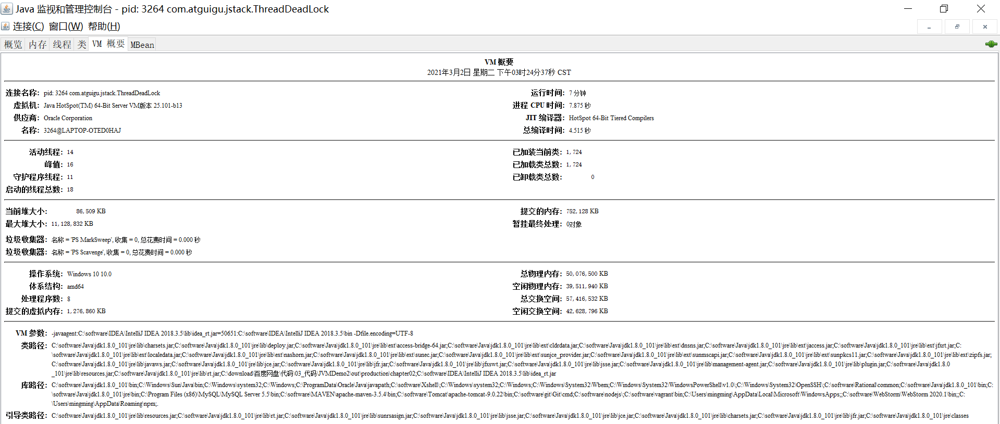 Java 监视和管理控制台 - pid: 3264 com.atguigu.jstack.ThreadDeadLock
连接(C) 窗口(W) 帮助(H)
概览 内存 线程 类 VM 概要 MBean
VM 概要
2021年3月2日 星期二 下午03时24分37秒 CST
连接名称: pid: 3264 com.atguigu.jstack.ThreadDeadLock
虚拟机: Java HotSpot(TM) 64-Bit Server VM版本 25.101-b13
供应商: Oracle Corporation
名称: 3264@LAPTOP-OTED0HAJ
运行时间: 7 分钟
进程 CPU 时间: 7.875 秒
JIT 编译器: HotSpot 64-Bit Tiered Compilers
总编译时间: 4.515 秒
活动线程: 14
峰值: 16
守护程序线程: 11
启动的线程总数: 18
已加装当前类: 1,724
已加载类总数: 1,724
已卸载类总数: 0
当前堆大小: 86,509 KB
最大堆大小: 11,128,832 KB
提交的内存: 752,128 KB
暂挂最终处理: 0对象
垃圾收集器: 名称 = 'PS MarkSweep', 收集 = 0, 总花费时间 = 0.000 秒
垃圾收集器: 名称 = 'PS Scavenge', 收集 = 0, 总花费时间 = 0.000 秒
操作系统: Windows 10 10.0
体系结构: amd64
处理程序数: 8
提交的虚拟内存: 1,276,860 KB
总物理内存: 50,076,500 KB
空闲物理内存: 39,511,940 KB
总交换空间: 57,416,532 KB
空闲交换空间: 42,628,796 KB
VM 参数: -javaagent:C:\software\IDEA\IntelliJ IDEA 2018.3.5\lib\idea_rt.jar=50651:C:\software\IDEA\IntelliJ IDEA 2018.3.5\bin -Dfile.encoding=UTF-8
类路径: C:\software\Java\jdk1.8.0_101\jre\lib\charsets.jar;C:\software\Java\jdk1.8.0_101\jre\lib\deploy.jar;C:\software\Java\jdk1.8.0_101\jre\lib\ext\access-bridge-64.jar;C:\software\Java\jdk1.8.0_101\jre\lib\ext\cldrdata.jar;C:\software\Java\jdk1.8.0_101\jre\lib\ext\dnsns.jar;C:\software\Java\jdk1.8.0_101\jre\lib\ext\jaccess.jar;C:\software\Java\jdk1.8.0_101\jre\lib\ext\jfxrt.jar;C:
\software\Java\jdk1.8.0_101\jre\lib\ext\localedata.jar;C:\software\Java\jdk1.8.0_101\jre\lib\ext\nashorn.jar;C:\software\Java\jdk1.8.0_101\jre\lib\ext\sunec.jar;C:\software\Java\jdk1.8.0_101\jre\lib\ext\sunjce_provider.jar;C:\software\Java\jdk1.8.0_101\jre\lib\ext\sunmscapi.jar;C:\software\Java\jdk1.8.0_101\jre\lib\ext\sunpkcs11.jar;C:\software\Java\jdk1.8.0_101\jre\lib\ext\zipfs.jar;
C:\software\Java\jdk1.8.0_101\jre\lib\javaws.jar;C:\software\Java\jdk1.8.0_101\jre\lib\jce.jar;C:\software\Java\jdk1.8.0_101\jre\lib\jfr.jar;C:\software\Java\jdk1.8.0_101\jre\lib\jfxswt.jar;C:\software\Java\jdk1.8.0_101\jre\lib\jsse.jar;C:\software\Java\jdk1.8.0_101\jre\lib\management-agent.jar;C:\software\Java\jdk1.8.0_101\jre\lib\plugin.jar;C:\software\Java\jdk1.8.0
_101\jre\lib\resources.jar;C:\software\Java\jdk1.8.0_101\jre\lib\rt.jar;C:\download\百度网盘\代码\03_代码\JVMDemo2\out\production\chapter02;C:\software\IDEA\IntelliJ IDEA 2018.3.5\lib\idea_rt.jar
库路径: C:\software\Java\jdk1.8.0_101\bin;C:\Windows\Sun\Java\bin;C:\Windows\system32;C:\Windows;C:\ProgramData\Oracle\Java\javapath;C:\software\Xshell\;C:\Windows\system32;C:\Windows;C:\Windows\System32\Wbem;C:\Windows\System32\WindowsPowerShell\v1.0\;C:\Windows\System32\OpenSSH\;C:\software\Rational\common;C:\software\Java\jdk1.8.0_101\bin;C:
\software\Java\jdk1.8.0_101\jre\bin;C:\Program Files (x86)\MySQL\MySQL Server 5.5\bin;C:\software\MAVEN\apache-maven-3.5.4\bin;C:\software\Tomcat\apache-tomcat-9.0.22\bin;C:\software\git\Git\cmd;C:\software\nodejs\;C:\software\vagrant\bin;C:\Users\mingming\AppData\Local\Microsoft\WindowsApps;;C:\software\WebStorm\WebStorm 2020.1\bin;;C:
\Users\mingming\AppData\Roaming\npm;.
引导类路径: C:\software\Java\jdk1.8.0_101\jre\lib\resources.jar;C:\software\Java\jdk1.8.0_101\jre\lib\rt.jar;C:\software\Java\jdk1.8.0_101\jre\lib\sunrsasign.jar;C:\software\Java\jdk1.8.0_101\jre\lib\jsse.jar;C:\software\Java\jdk1.8.0_101\jre\lib\jce.jar;C:\software\Java\jdk1.8.0_101\jre\lib\charsets.jar;C:\software\Java\jdk1.8.0_101\jre\lib\jfr.jar;C:\software\Java\jdk1.8.0_101\jre\classes